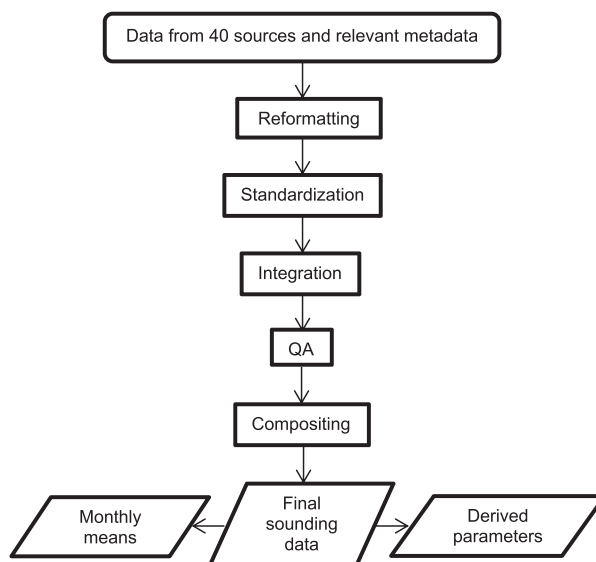 Data from 40 sources and relevant metadata
Reformatting
Standardization
Integration
QA
Compositing
Monthly
means
Final
sounding
data
Derived
parameters